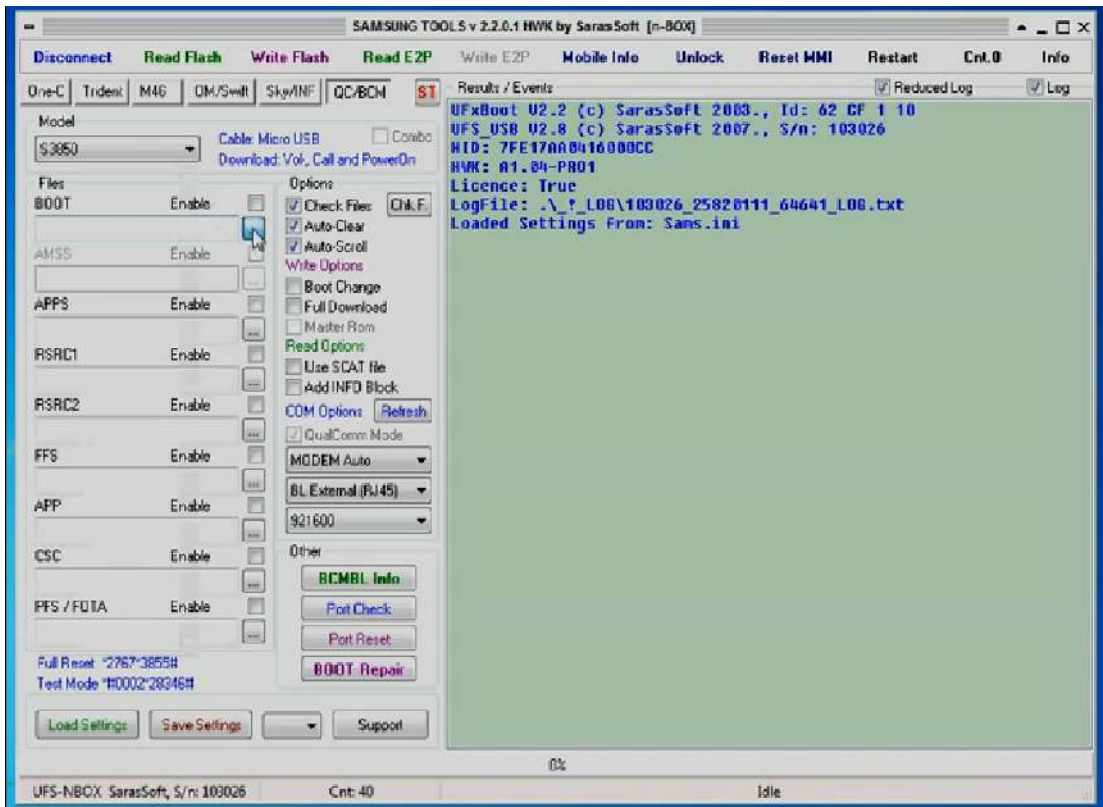 SAMSUNG TOOLS v 2.2.0.1 HWK by SarasSoft [n-BOX]
Disconnect Read Flash Write Flash Read E2P Write E2P Mobile Info Unlock Reset MMI Restart Cnt.0 Info
One-C Trident M46 OM/Swift Sky/INF QC/BCM ST
Results / Events Reduced Log Log
Model
S3850
Cable: Micro USB Combo
Download: Vol-, Call and PowerOn
Files
BOOT Enable
AMSS Enable
... 
APPS Enable
...
RSRC1 Enable
...
RSRC2 Enable
...
FFS Enable
...
APP Enable
...
CSC Enable
...
PFS / FOTA Enable
...
Full Reset *2767*3855#
Test Mode *#0002*28346#
Options
Check Files Chk.F.
Auto-Clear
Auto-Scroll
Write Options
Boot Change
Full Download
Master Rom
Read Options
Use SCAT file
Add INFO Block
COM Options Refresh
QualComm Mode
MODEM Auto
BL External (RJ45)
921600
Other
BCMBL Info
Port Check
Port Reset
BOOT Repair
Load Settings Save Settings Support
UFxBoot V2.2 (c) SarasSoft 2003., Id: 62 CF 1 10
UFS_USB V2.8 (c) SarasSoft 2007., S/n: 103026
HID: 7FE17AA0416000CC
HWK: A1.04-PRO1
Licence: True
LogFile: .\_!_LOG\103026_25820111_64641_LOG.txt
Loaded Settings From: Sams.ini
0%
UFS-NBOX SarasSoft, S/n: 103026 Cnt: 40 Idle